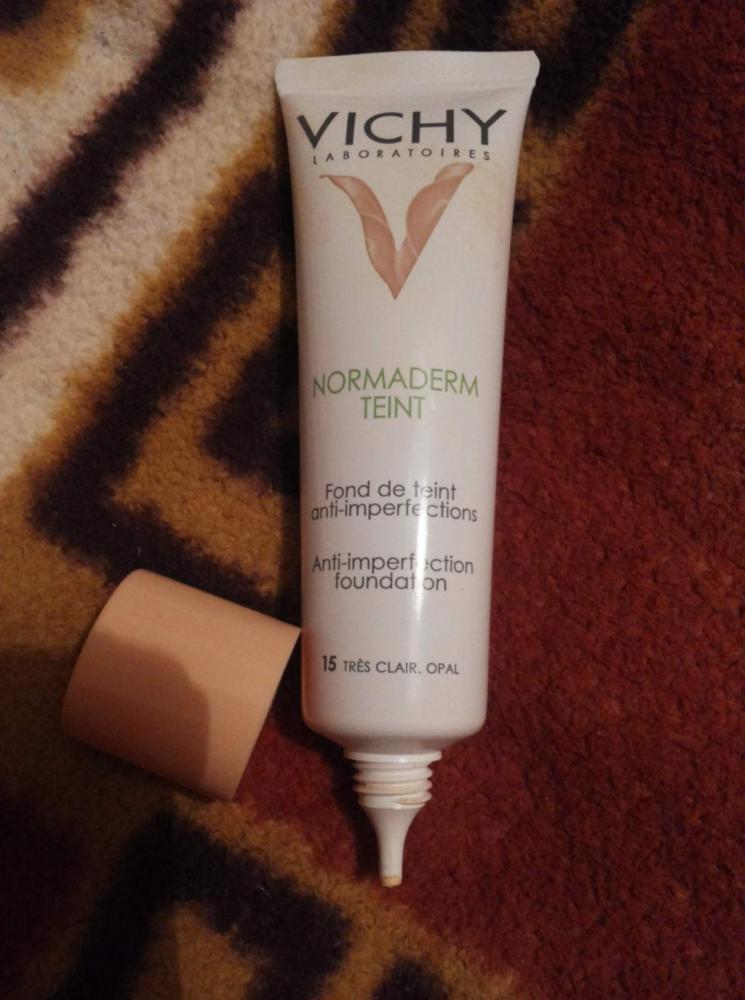 VICHY
LABORATOIRES
NORMADERM
TEINT
Fond de teint
anti-imperfections
Anti-imperfection
foundation
15 TRÈS CLAIR. OPAL